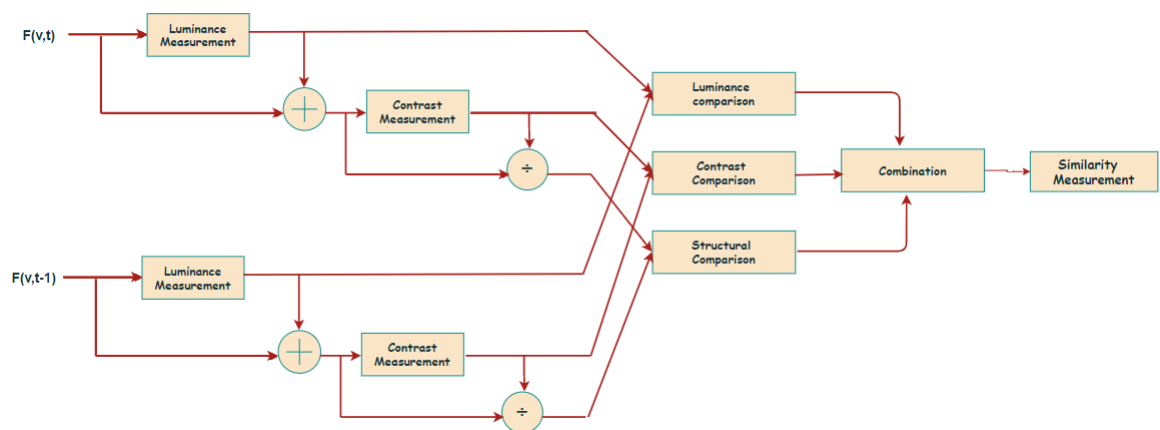 F(v,t)
Luminance
Measurement
+
Contrast
Measurement
÷
Luminance
comparison
Contrast
Comparison
Structural
Comparison
Combination
Similarity
Measurement
F(v,t-1)
Luminance
Measurement
+
Contrast
Measurement
÷